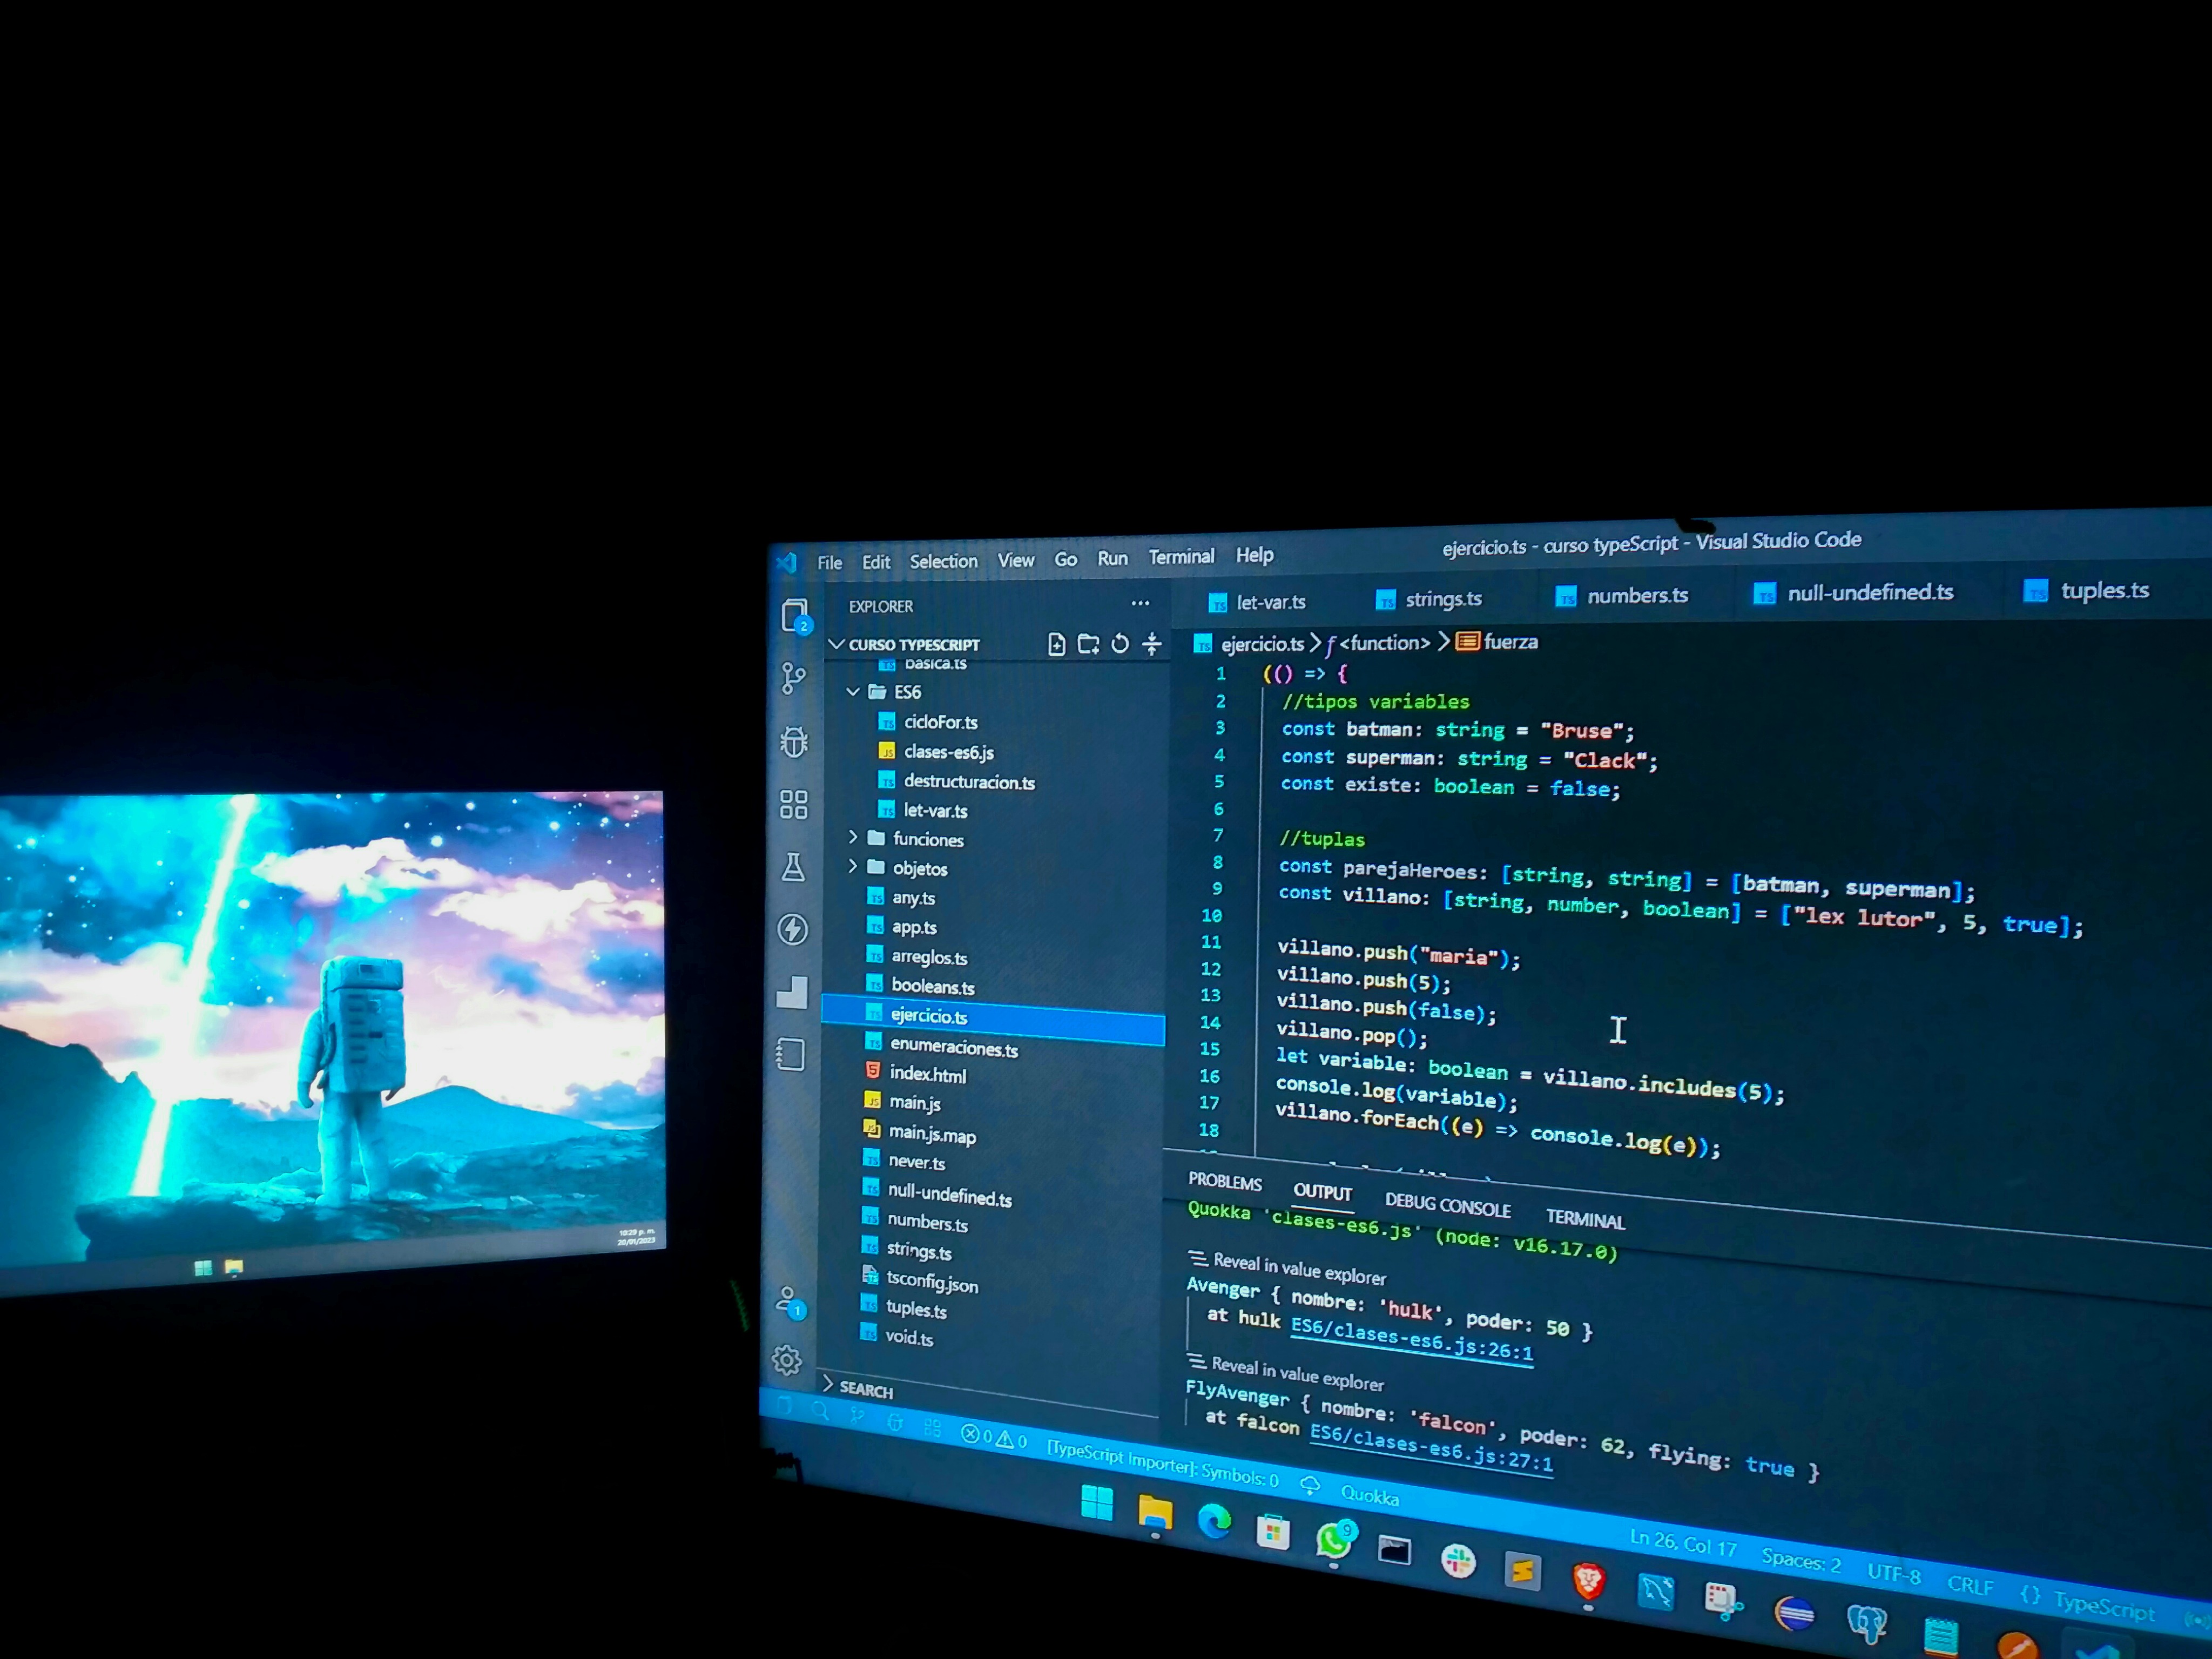 File Edit Selection View Go Run Terminal Help
ejercicio.ts - curso typeScript - Visual Studio Code
EXPLORER
2
CURSO TYPESCRIPT
basica.ts
ES6
cicloFor.ts
clases-es6.js
destructuracion.ts
let-var.ts
funciones
objetos
any.ts
app.ts
arreglos.ts
booleans.ts
ejercicio.ts
enumeraciones.ts
index.html
main.js
main.js.map
never.ts
null-undefined.ts
numbers.ts
strings.ts
tsconfig.json
tuples.ts
void.ts
1
SEARCH
let-var.ts strings.ts numbers.ts null-undefined.ts tuples.ts
ejercicio.ts > <function> > fuerza
1 (() => {
2 //tipos variables
3 const batman: string = "Bruse";
4 const superman: string = "Clack";
5 const existe: boolean = false;
6
7 //tuplas
8 const parejaHeroes: [string, string] = [batman, superman];
9 const villano: [string, number, boolean] = ["lex lutor", 5, true];
10
11 villano.push("maria");
12 villano.push(5);
13 villano.push(false);
14 villano.pop();
15 let variable: boolean = villano.includes(5);
16 console.log(variable);
17 villano.forEach((e) => console.log(e));
18
PROBLEMS OUTPUT DEBUG CONSOLE TERMINAL
Quokka 'clases-es6.js' (node: v16.17.0)
Reveal in value explorer
Avenger { nombre: 'hulk', poder: 50 }
at hulk ES6/clases-es6.js:26:1
Reveal in value explorer
FlyAvenger { nombre: 'falcon', poder: 62, flying: true }
at falcon ES6/clases-es6.js:27:1
0 0 [TypeScript Importer]: Symbols: 0 Quokka
Ln 26, Col 17 Spaces: 2 UTF-8 CRLF {} TypeScript
9
10:29 p. m.
20/01/2023